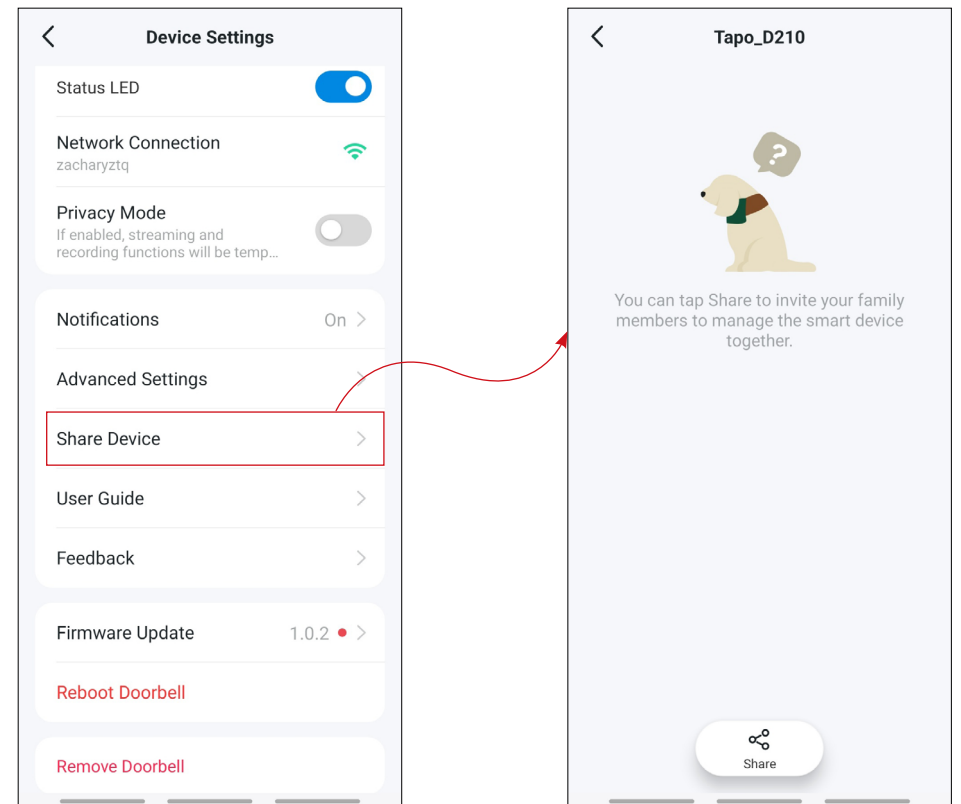 Device Settings
Status LED
Network Connection
zacharyztq
Privacy Mode
If enabled, streaming and
recording functions will be temp...
Notifications
On
Advanced Settings
Share Device
User Guide
Feedback
Firmware Update
1.0.2
Reboot Doorbell
Remove Doorbell
Tapo_D210
?
You can tap Share to invite your family
members to manage the smart device
together.
Share